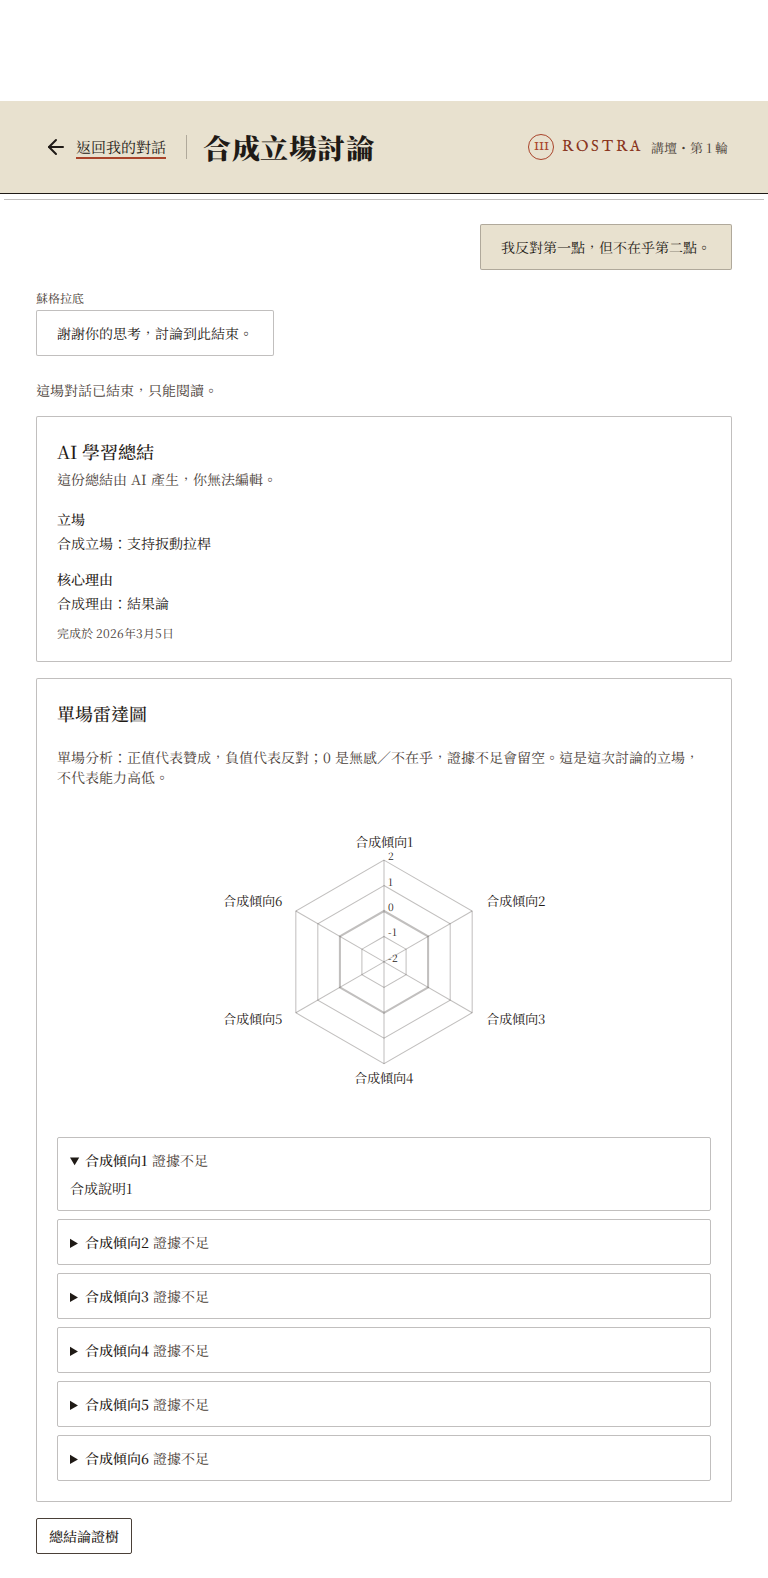 返回我的對話
合成立場討論
III ROSTRA 講壇・第 1 輪
我反對第一點，但不在乎第二點。
蘇格拉底
謝謝你的思考，討論到此結束。
這場對話已結束，只能閱讀。
AI 學習總結
這份總結由 AI 產生，你無法編輯。
立場
合成立場：支持扳動拉桿
核心理由
合成理由：結果論
完成於 2026年3月5日
單場雷達圖
單場分析：正值代表贊成，負值代表反對；0 是無感／不在乎，證據不足會留空。這是這次討論的立場，
不代表能力高低。
合成傾向1
2
1
0
-1
-2
合成傾向6
合成傾向2
合成傾向5
合成傾向3
合成傾向4
合成傾向1 證據不足
合成說明1
合成傾向2 證據不足
合成傾向3 證據不足
合成傾向4 證據不足
合成傾向5 證據不足
合成傾向6 證據不足
總結論證樹